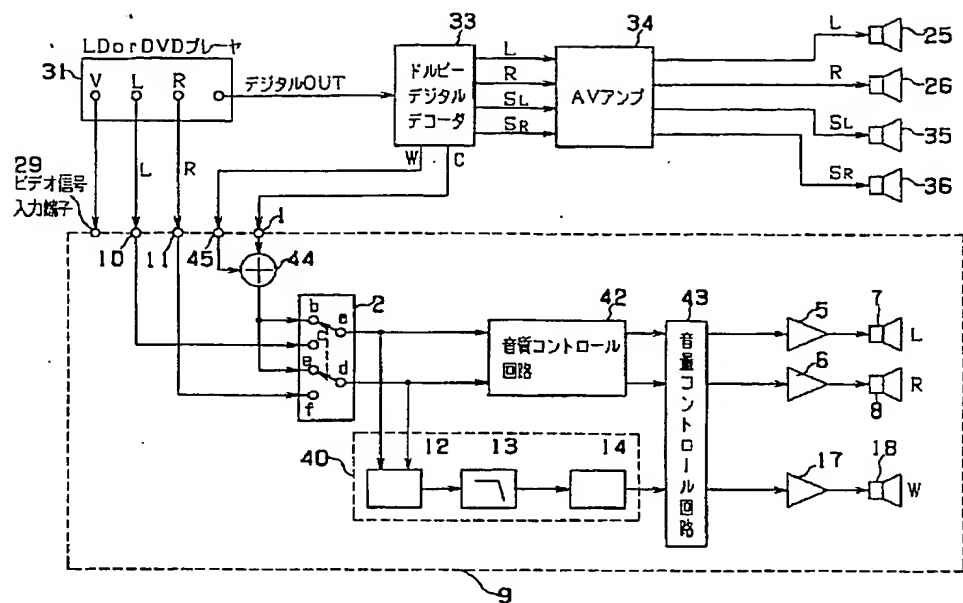 LDorDVDプレーヤ
31
V L R
デジタルOUT
33
ドルビー
デジタル
デコーダ
L
R
SL
SR
W C
34
AVアンプ
L
25
R
26
SL
35
SR
36
29
ビデオ信号
入力端子
L
R
10
11
45
1
44
2
b
a
c
e
d
f
42
音質コントロール
回路
43
音量コントロール回路
5
7
L
6
8
R
40
12
13
14
17
18
W
9